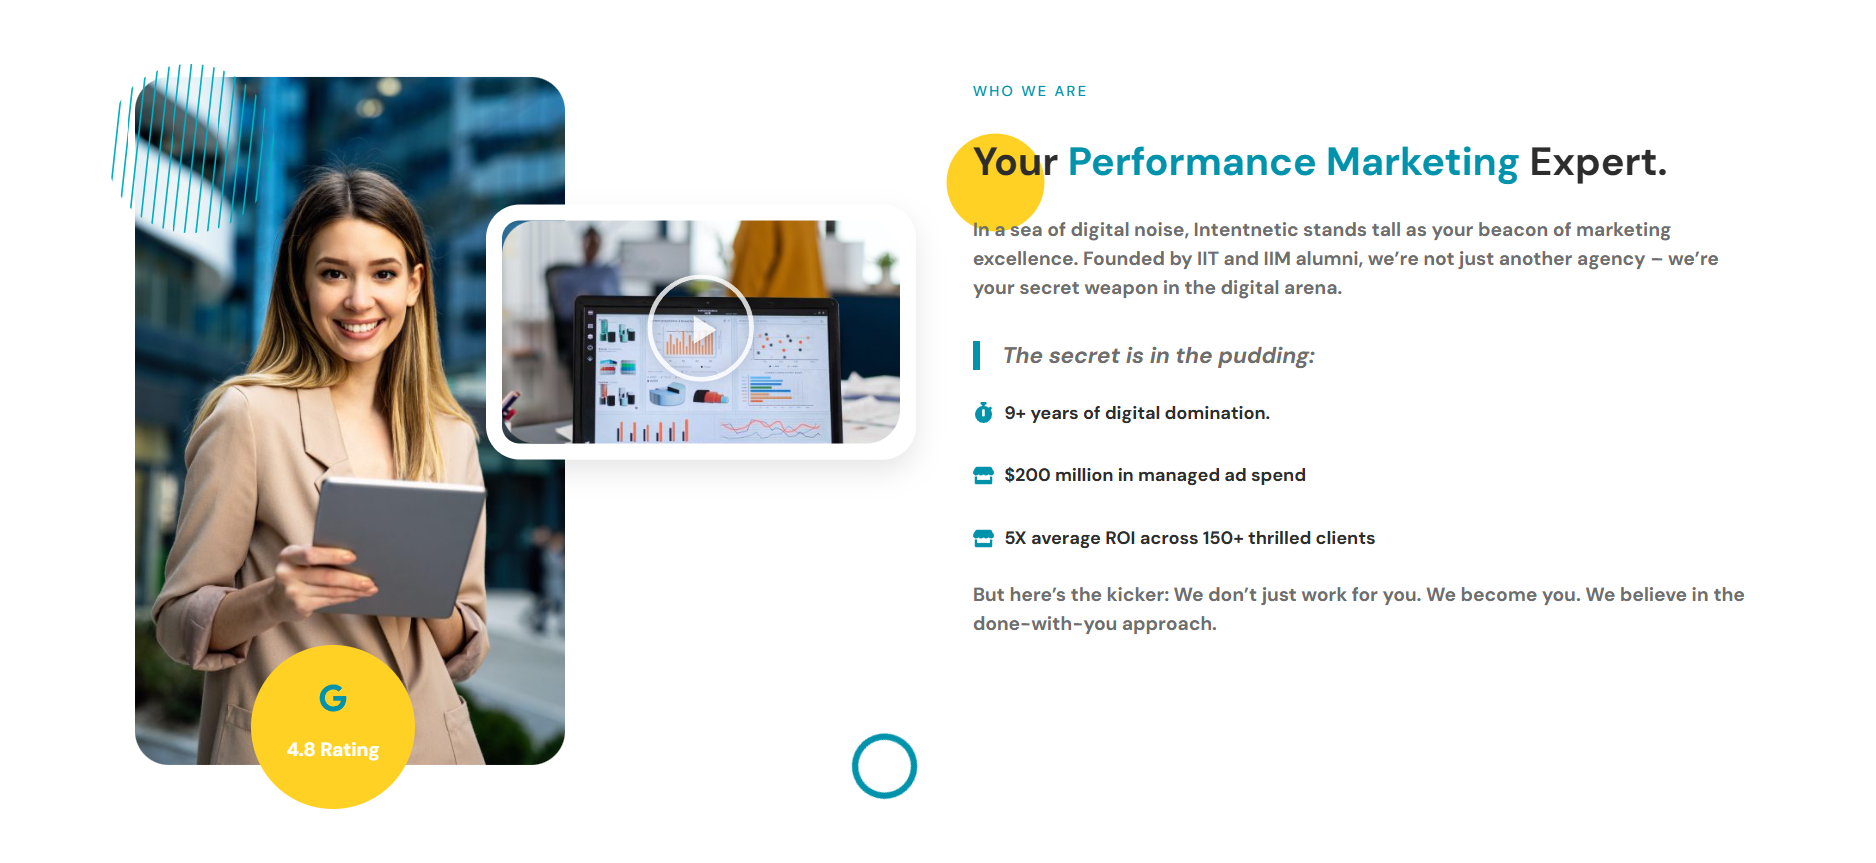 WHO WE ARE
Your Performance Marketing Expert.
In a sea of digital noise, Intentnetic stands tall as your beacon of marketing
excellence. Founded by IIT and IIM alumni, we’re not just another agency – we’re
your secret weapon in the digital arena.
The secret is in the pudding:
9+ years of digital domination.
$200 million in managed ad spend
5X average ROI across 150+ thrilled clients
But here’s the kicker: We don’t just work for you. We become you. We believe in the
done-with-you approach.
G
4.8 Rating